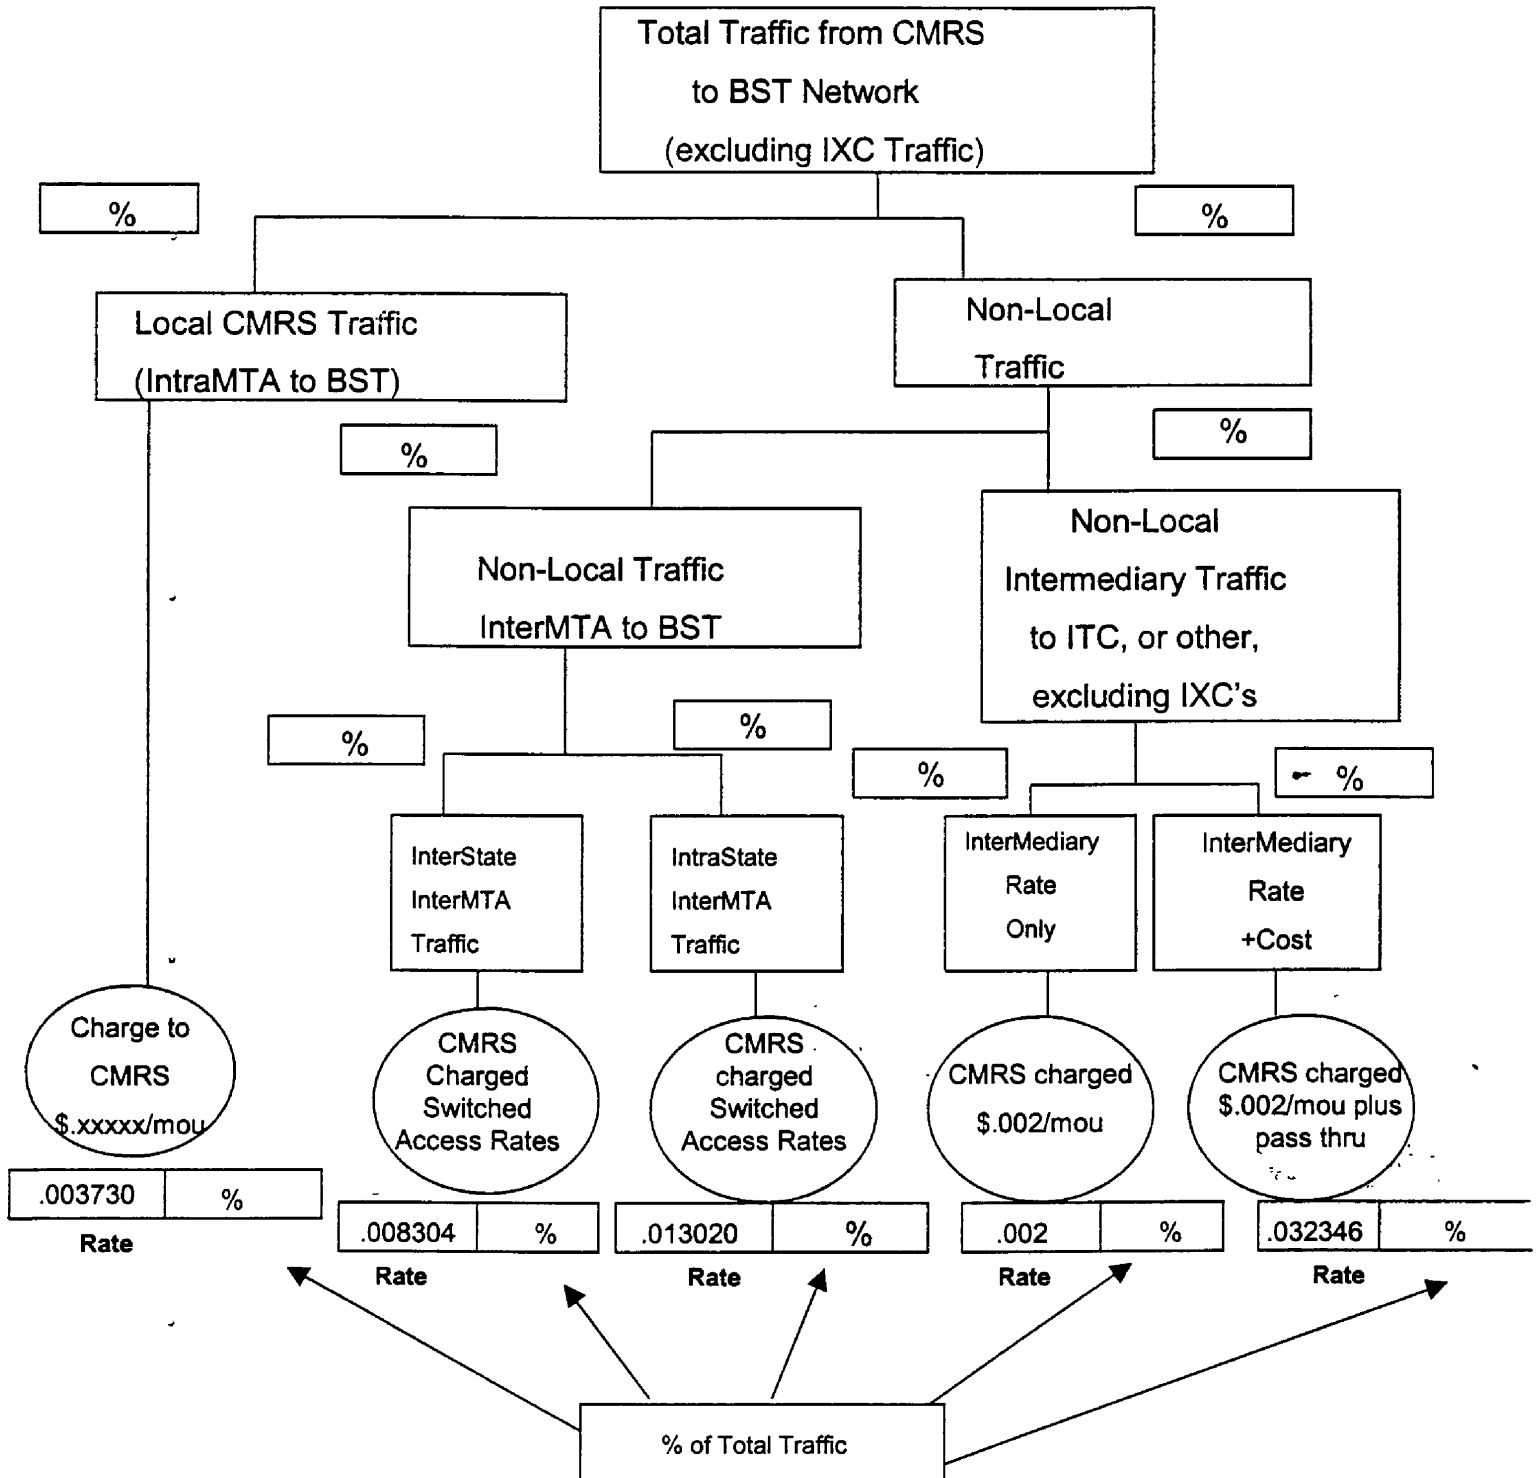 Total Traffic from CMRS
to BST Network
(excluding IXC Traffic)
%
%
Local CMRS Traffic
(IntraMTA to BST)
Non-Local
Traffic
%
%
Non-Local Traffic
InterMTA to BST
Non-Local
Intermediary Traffic
to ITC, or other,
excluding IXC's
%
%
%
%
InterState
InterMTA
Traffic
IntraState
InterMTA
Traffic
InterMediary
Rate
Only
InterMediary
Rate
+Cost
Charge to
CMRS
$.xxxxx/mou
CMRS
Charged
Switched
Access Rates
CMRS
charged
Switched
Access Rates
CMRS charged
$.002/mou
CMRS charged
$.002/mou plus
pass thru
.003730 %
Rate
.008304 %
Rate
.013020 %
Rate
.002 %
Rate
.032346 %
Rate
% of Total Traffic